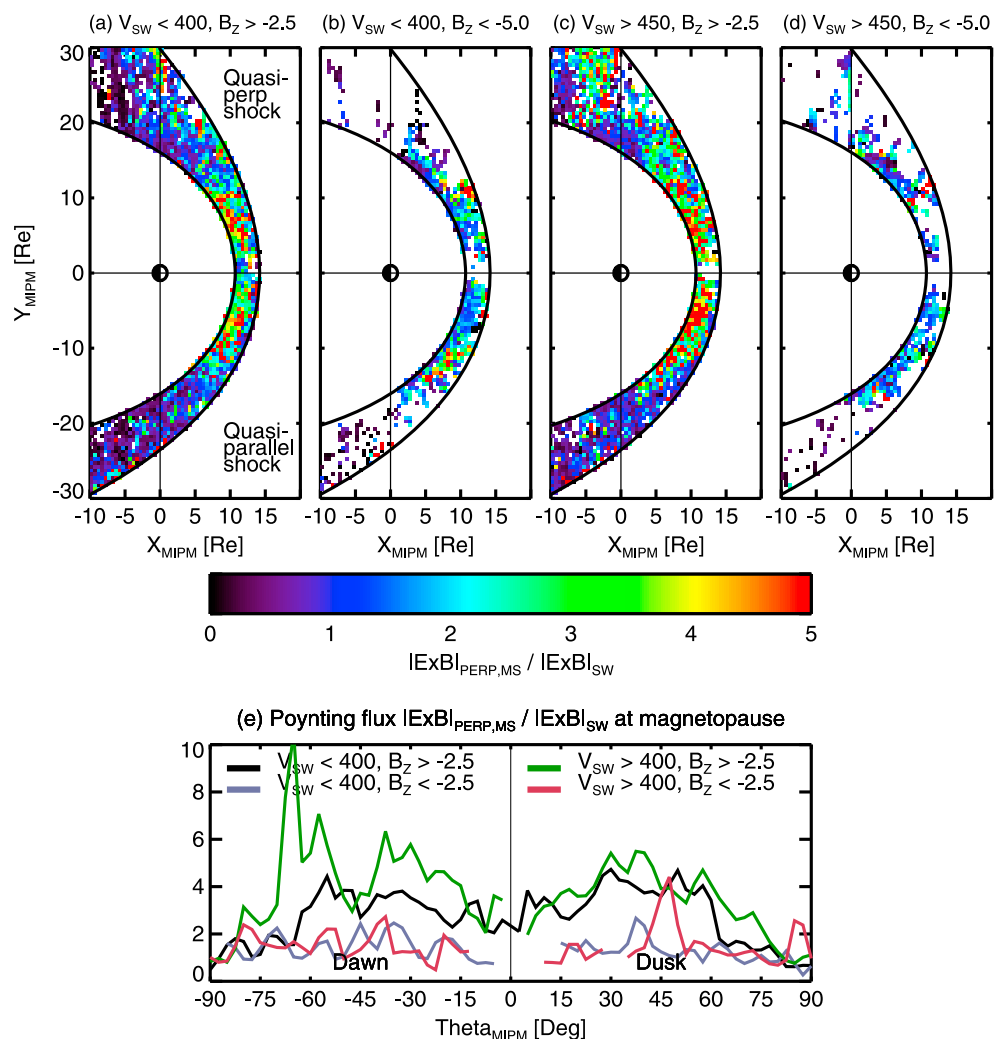 (a) V_SW < 400, B_Z > -2.5 (b) V_SW < 400, B_Z < -5.0 (c) V_SW > 450, B_Z > -2.5 (d) V_SW > 450, B_Z < -5.0
30
20
10
0
-10
-20
-30
Y_MIPM [Re]
Quasi-
perp
shock
Quasi-
parallel
shock
-10 -5 0 5 10 15 -10 -5 0 5 10 15 -10 -5 0 5 10 15 -10 -5 0 5 10 15
X_MIPM [Re] X_MIPM [Re] X_MIPM [Re] X_MIPM [Re]
0 1 2 3 4 5
|ExB|_PERP,MS / |ExB|_SW
(e) Poynting flux |ExB|_PERP,MS / |ExB|_SW at magnetopause
10
8
6
4
2
0
V_SW < 400, B_Z > -2.5 V_SW > 400, B_Z > -2.5
V_SW < 400, B_Z < -2.5 V_SW > 400, B_Z < -2.5
Dawn Dusk
-90 -75 -60 -45 -30 -15 0 15 30 45 60 75 90
Theta_MIPM [Deg]